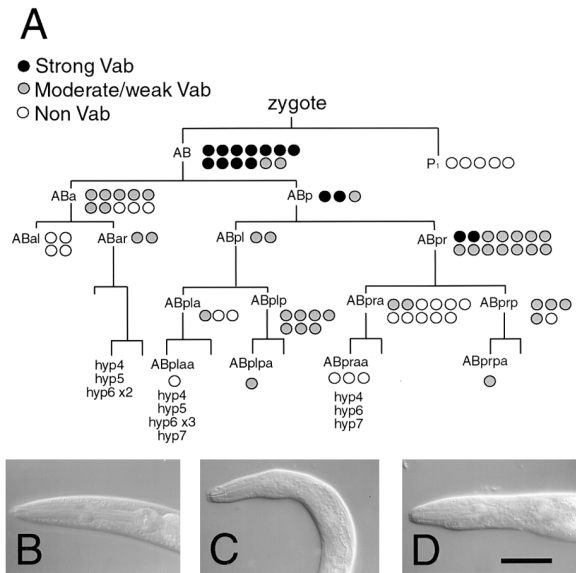 A
Strong Vab
Moderate/weak Vab
Non Vab
zygote
AB
P₁
ABa
ABp
ABal
ABar
ABpl
ABpr
ABpla
ABplp
ABpra
ABprp
hyp4
hyp5
hyp6 x2
ABplaa
hyp4
hyp5
hyp6 x3
hyp7
ABplpa
ABpraa
hyp4
hyp6
hyp7
ABprpa
B
C
D